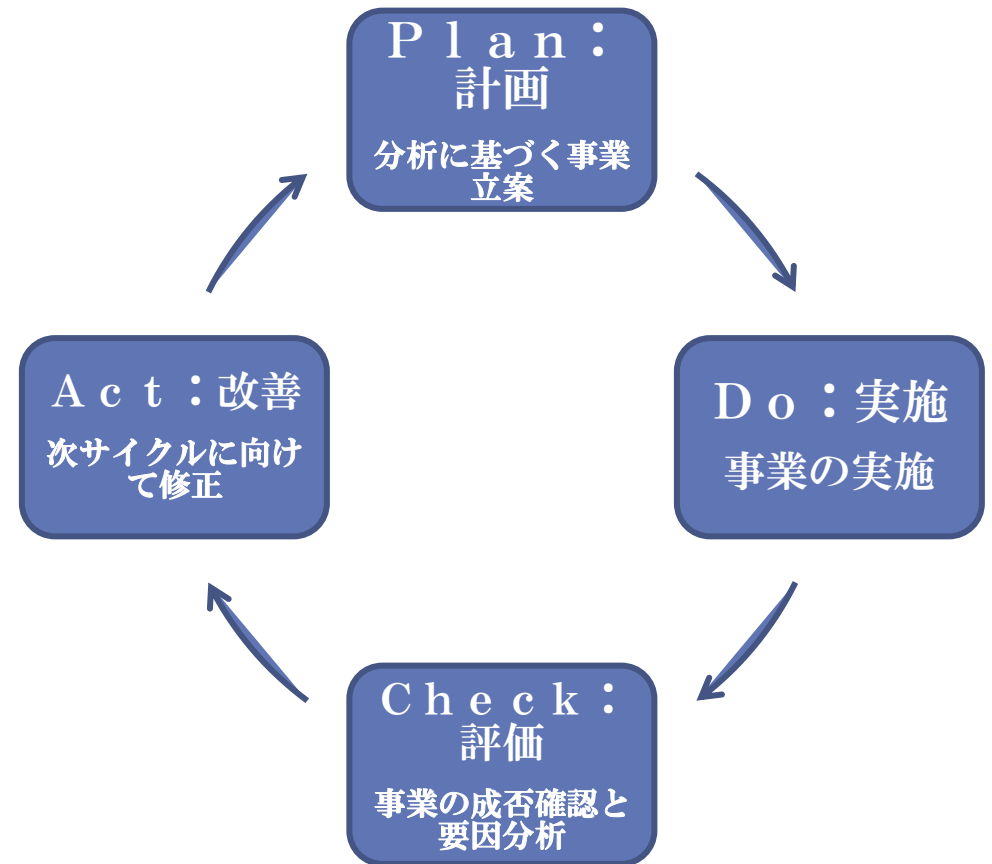 Ｐｌａｎ：
計画
分析に基づく事業
立案
Ｄｏ：実施
事業の実施
Ｃｈｅｃｋ：
評価
事業の成否確認と
要因分析
Ａｃｔ：改善
次サイクルに向け
て修正